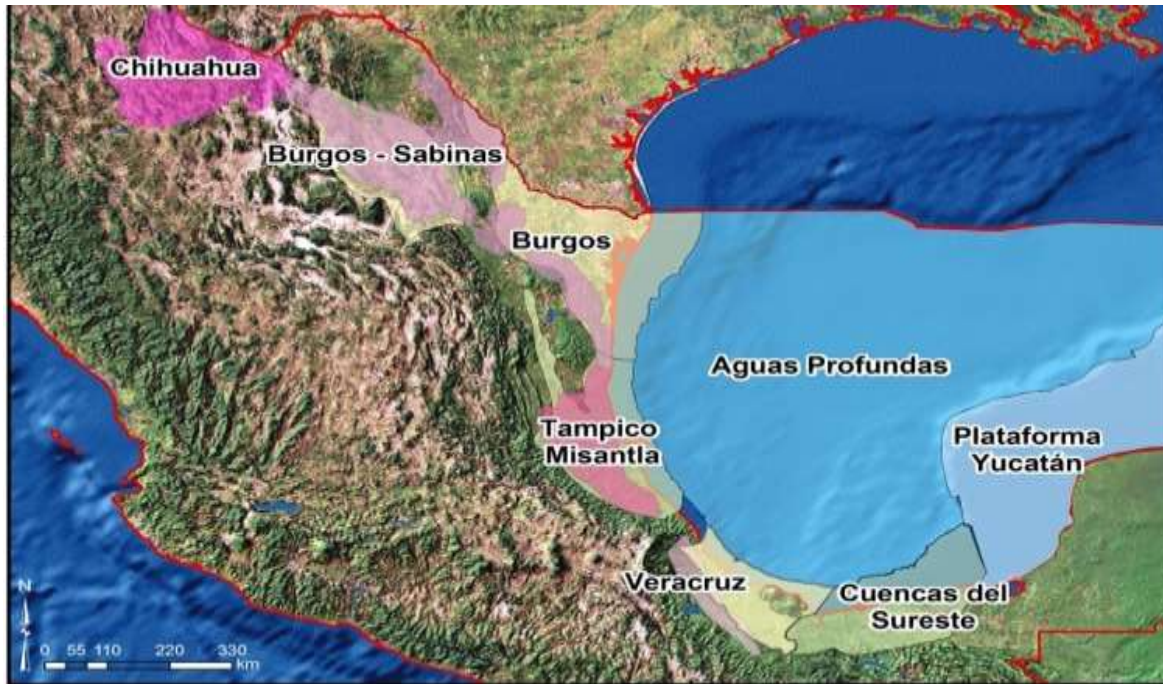 Chihuahua
Burgos - Sabinas
Burgos
Aguas Profundas
Tampico
Misantla
Plataforma
Yucatán
Veracruz
Cuencas del
Sureste
N
0 55 110 220 330
km